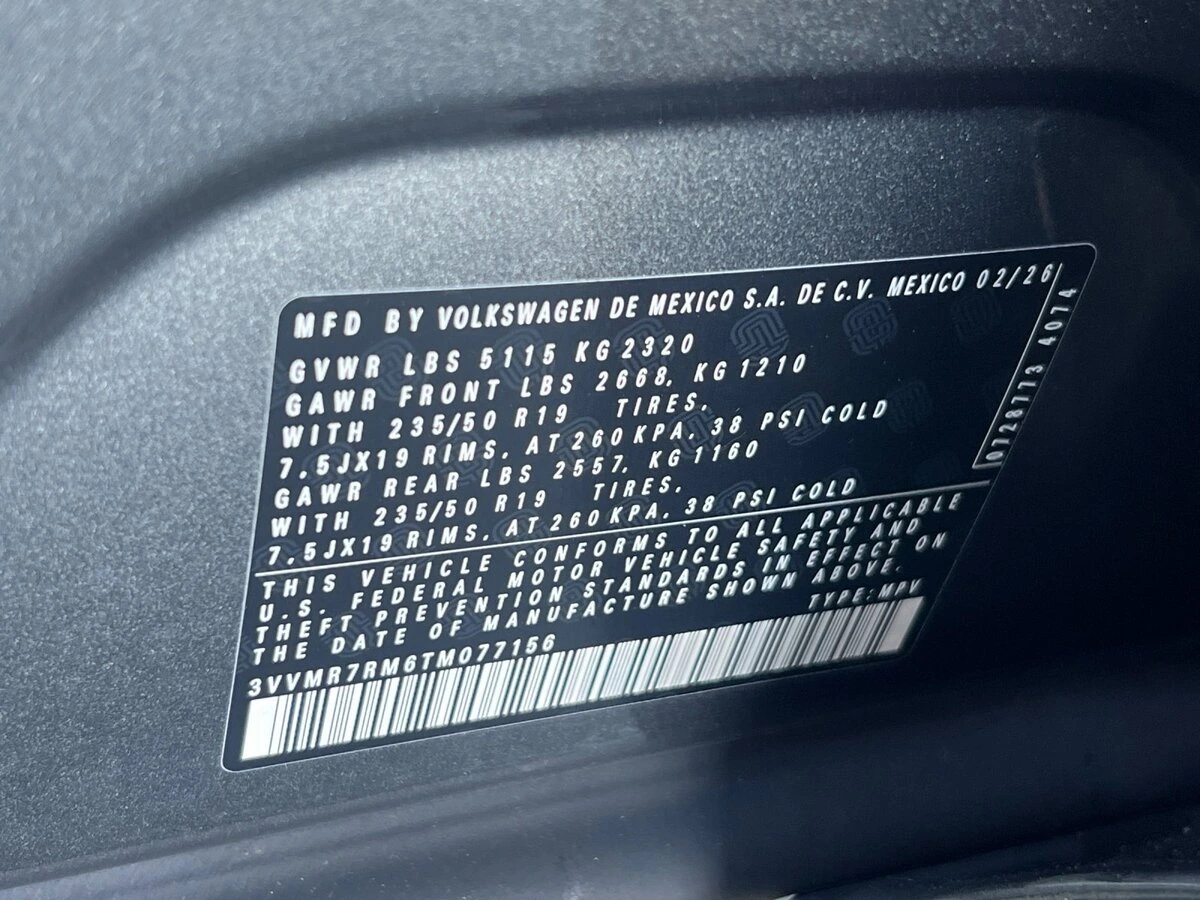 MFD BY VOLKSWAGEN DE MEXICO S.A. DE C.V. MEXICO 02/26
GVWR LBS 5115 KG 2320
GAWR FRONT LBS 2668, KG 1210
WITH 235/50 R19 TIRES,
7.5JX19 RIMS, AT 260 KPA, 38 PSI COLD
GAWR REAR LBS 2557, KG 1160
WITH 235/50 R19 TIRES,
7.5JX19 RIMS, AT 260 KPA, 38 PSI COLD
0728773 4074
THIS VEHICLE CONFORMS TO ALL APPLICABLE
U.S. FEDERAL MOTOR VEHICLE SAFETY AND
THEFT PREVENTION STANDARDS IN EFFECT ON
THE DATE OF MANUFACTURE SHOWN ABOVE.
3VVMR7RM6TM077156 TYPE: MPV